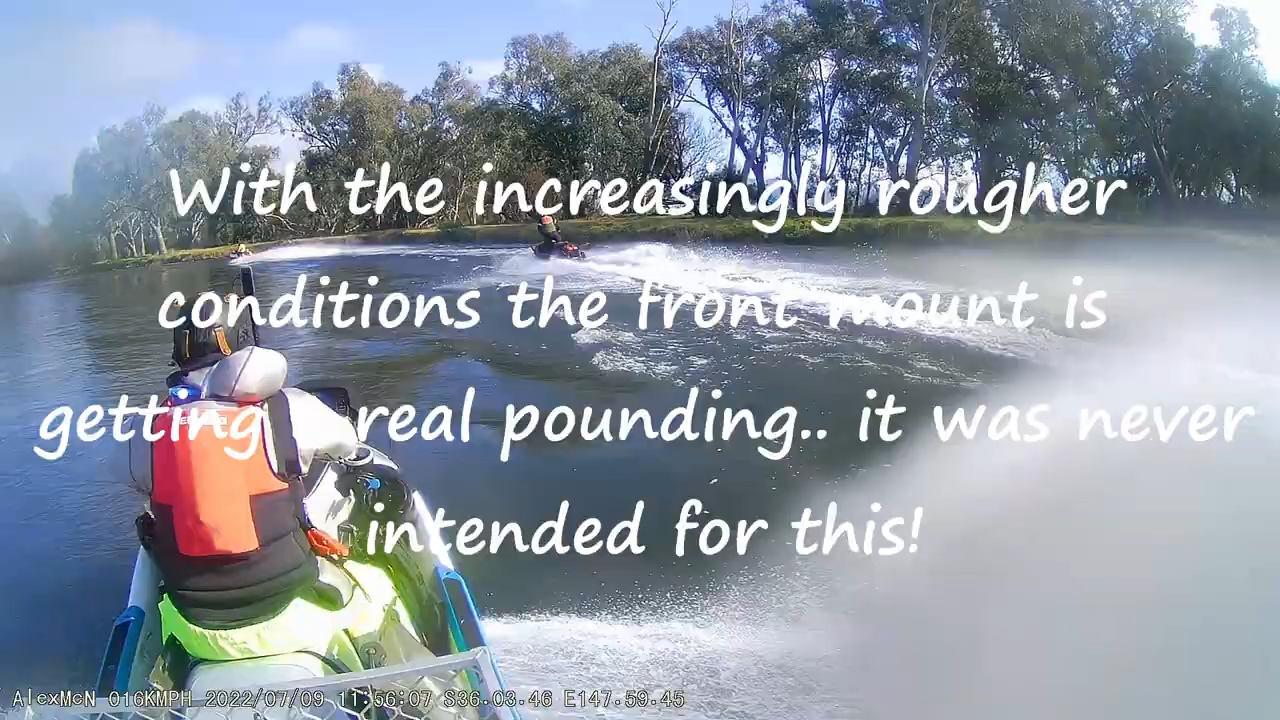 With the increasingly rougher
conditions the front mount is
getting real pounding.. it was never
intended for this!
AlexMcN 016KMPH 2022/07/09 11:56:07 S36.03.46 E147.59.45